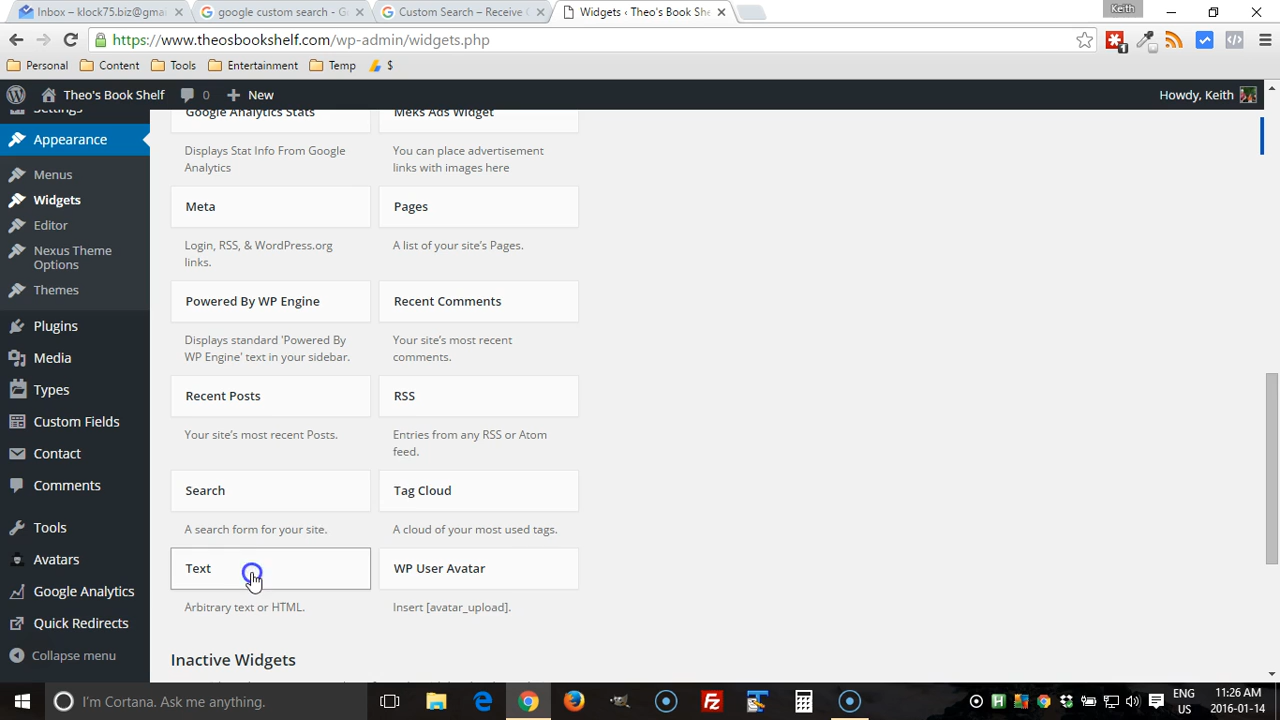 Inbox – klock75.biz@gma
google custom search - Go
Custom Search – Receive G
Widgets ‹ Theo's Book She
Keith
https://www.theosbookshelf.com/wp-admin/widgets.php
1
Personal
Content
Tools
Entertainment
Temp
$
Theo's Book Shelf
0
New
Howdy, Keith
Settings
Appearance
Menus
Widgets
Editor
Nexus Theme
Options
Themes
Plugins
Media
Types
Custom Fields
Contact
Comments
Tools
Avatars
Google Analytics
Quick Redirects
Collapse menu
Google Analytics Stats
Meks Ads Widget
Displays Stat Info From Google
Analytics
You can place advertisement
links with images here
Meta
Pages
Login, RSS, & WordPress.org
links.
A list of your site's Pages.
Powered By WP Engine
Recent Comments
Displays standard 'Powered By
WP Engine' text in your sidebar.
Your site's most recent
comments.
Recent Posts
RSS
Your site's most recent Posts.
Entries from any RSS or Atom
feed.
Search
Tag Cloud
A search form for your site.
A cloud of your most used tags.
Text
WP User Avatar
Arbitrary text or HTML.
Insert [avatar_upload].
Inactive Widgets
I'm Cortana. Ask me anything.
ENG
US
11:26 AM
2016-01-14